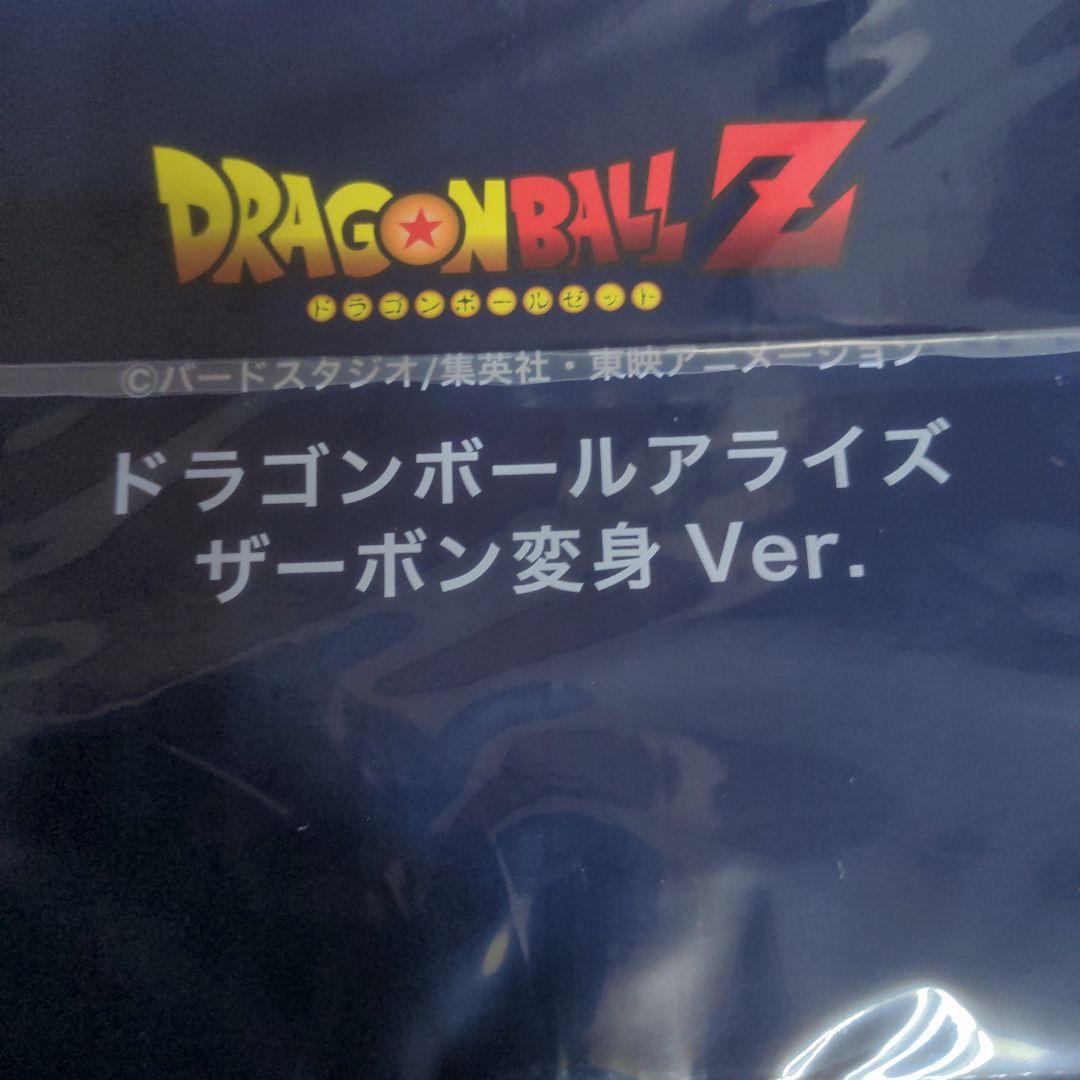 DRAGONBALL Z
ドラゴンボールゼット
©バードスタジオ/集英社・東映アニメーション
ドラゴンボールアライズ
ザーボン変身 Ver.